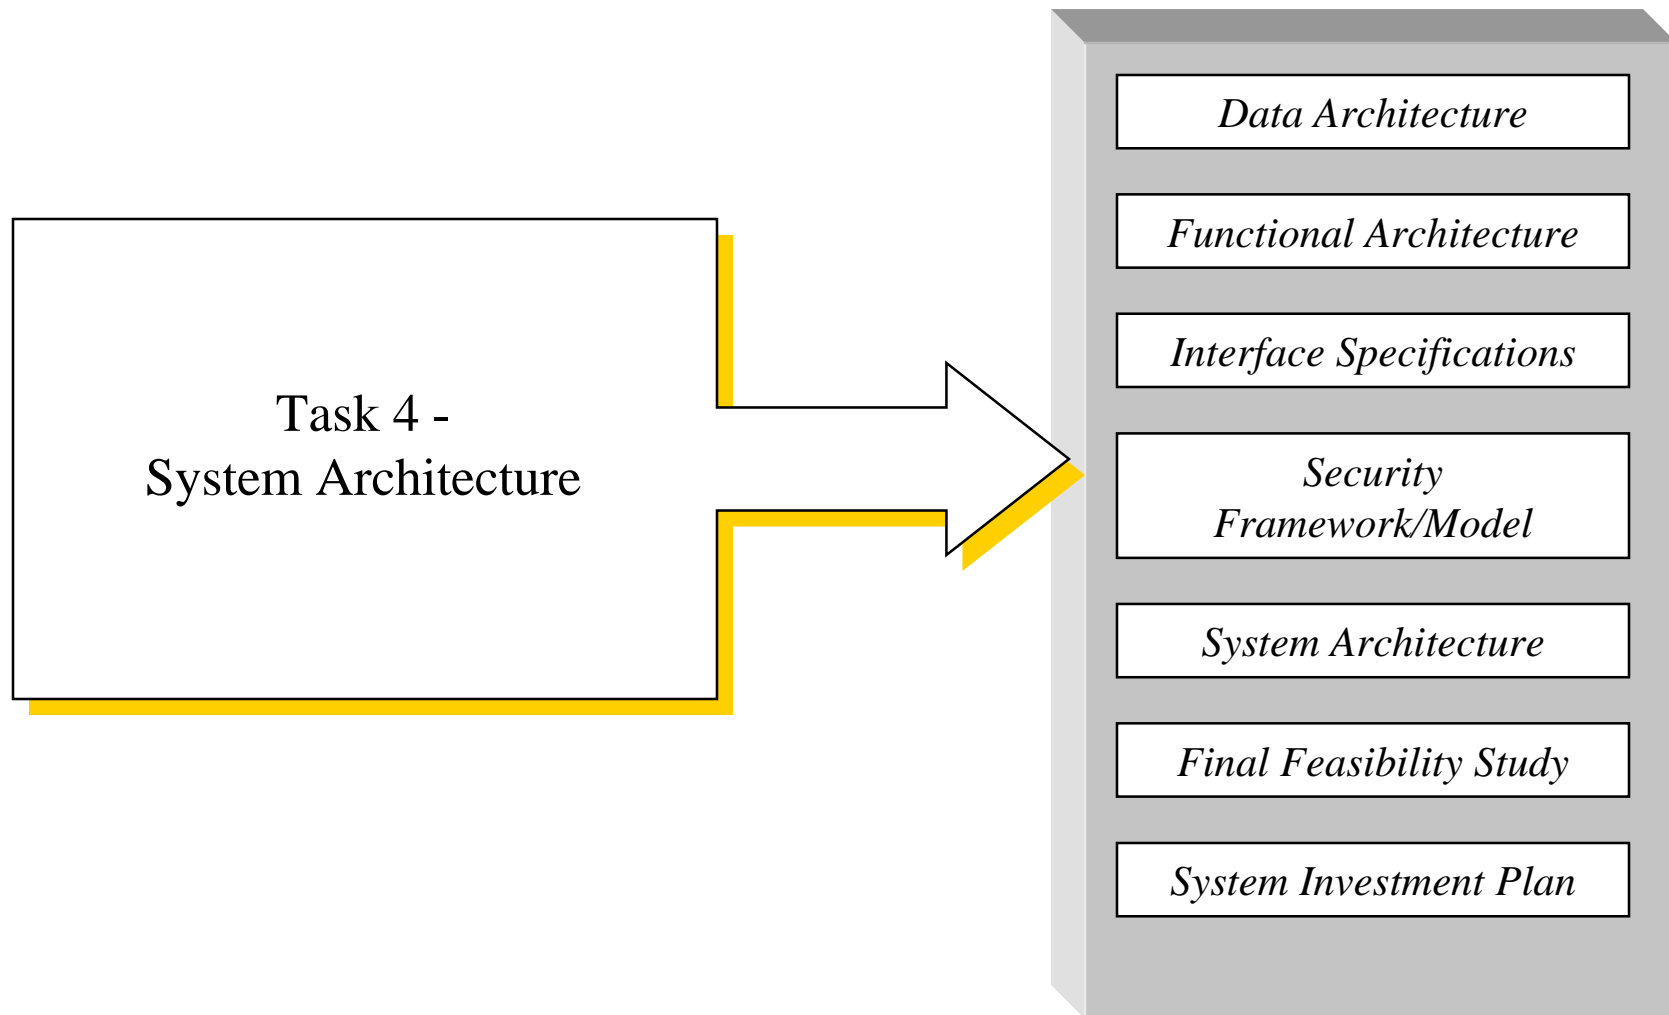 Task 4 -
System Architecture
Data Architecture
Functional Architecture
Interface Specifications
Security
Framework/Model
System Architecture
Final Feasibility Study
System Investment Plan